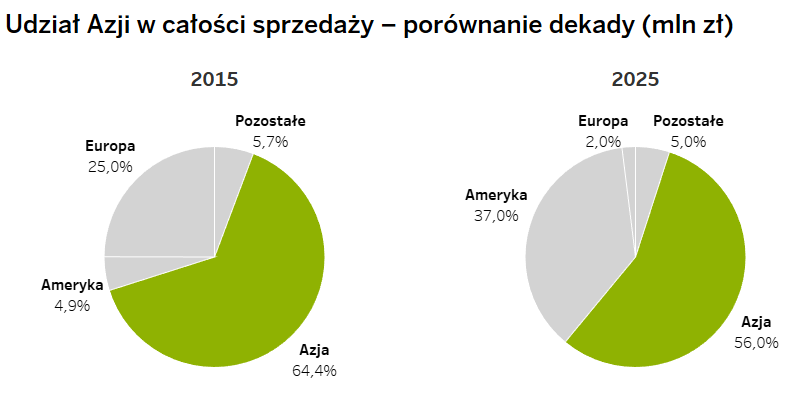 Udział Azji w całości sprzedaży – porównanie dekady (mln zł)
2015
Pozostałe
5,7%
Europa
25,0%
Ameryka
4,9%
Azja
64,4%
2025
Europa
2,0%
Pozostałe
5,0%
Ameryka
37,0%
Azja
56,0%